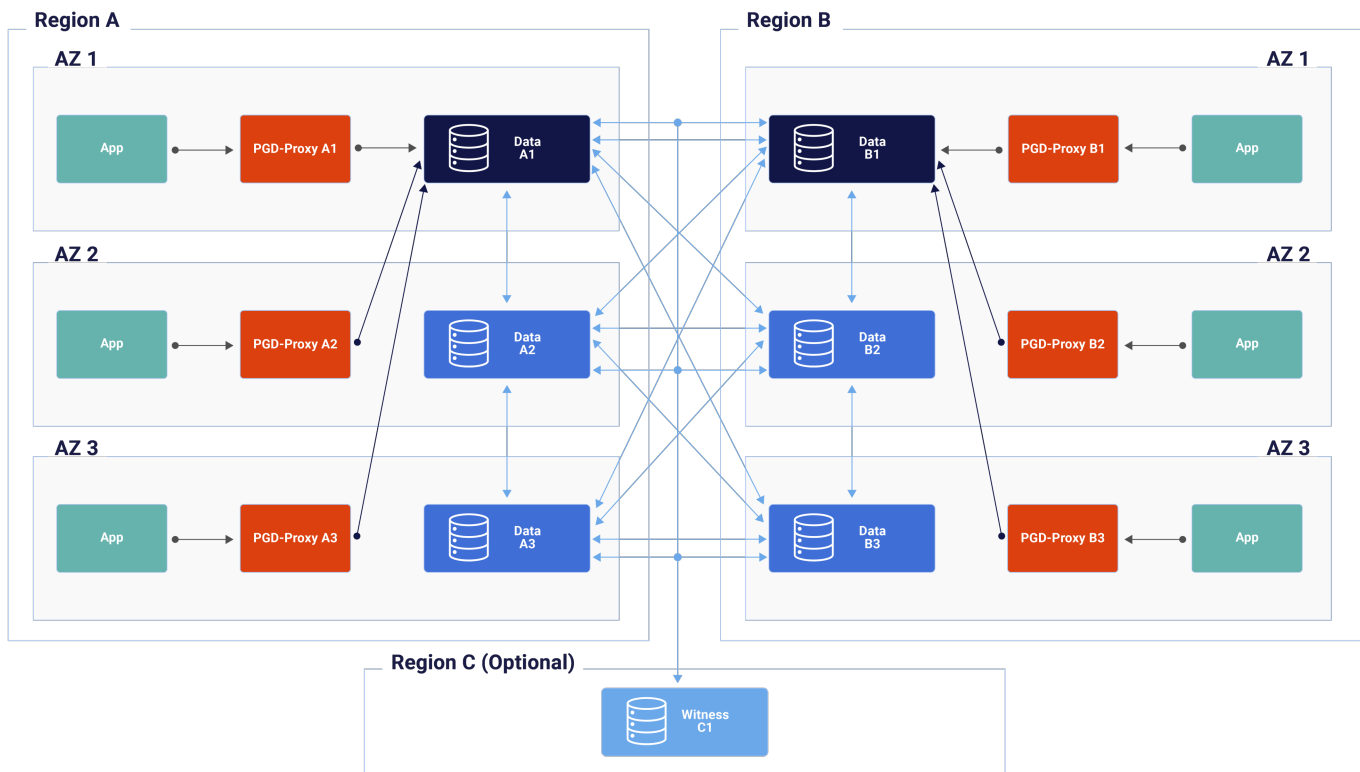 Region A
Region B
AZ 1
AZ 1
App
PGD-Proxy A1
Data
A1
Data
B1
PGD-Proxy B1
App
AZ 2
AZ 2
App
PGD-Proxy A2
Data
A2
Data
B2
PGD-Proxy B2
App
AZ 3
AZ 3
App
PGD-Proxy A3
Data
A3
Data
B3
PGD-Proxy B3
App
Region C (Optional)
Witness
C1